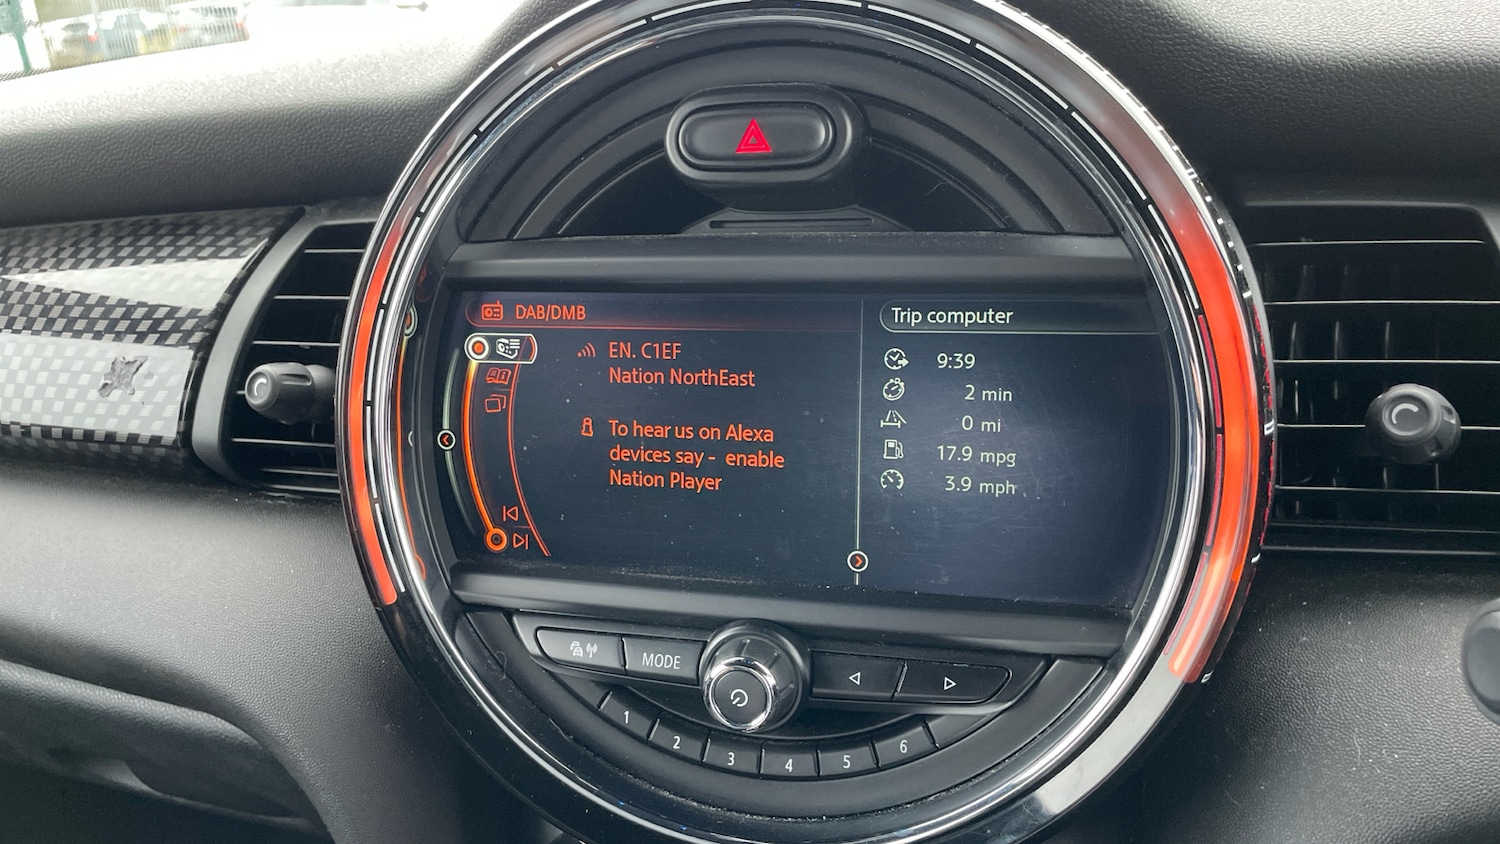 DAB/DMB
EN. C1EF
Nation NorthEast
To hear us on Alexa
devices say - enable
Nation Player
Trip computer
9:39
2 min
0 mi
17.9 mpg
3.9 mph
MODE
1
2
3
4
5
6